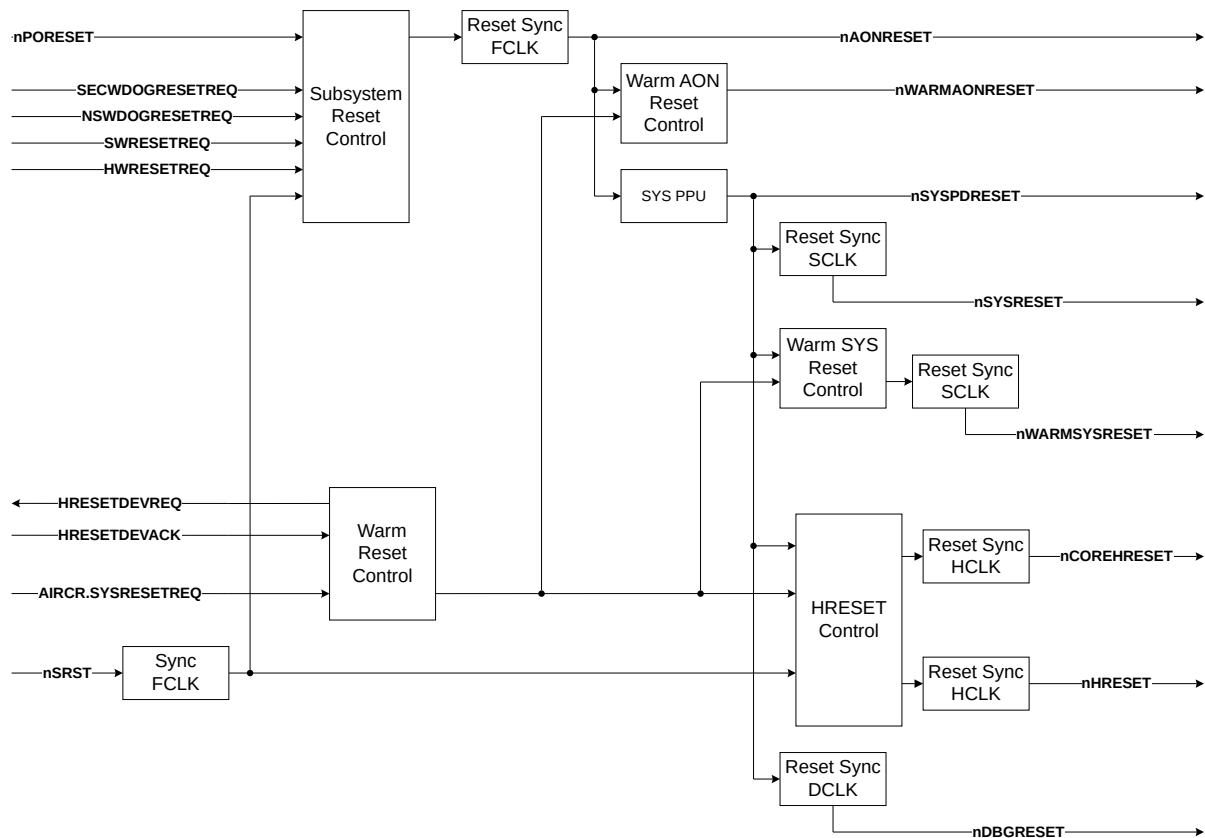 Reset Sync
FCLK
nPORESET
nAONRESET
SECWDOGRESETREQ
NSWDOGRESETREQ
SWRESETREQ
HWRESETREQ
Subsystem
Reset
Control
Warm AON
Reset
Control
nWARMAONRESET
SYS PPU
nSYSPDRESET
Reset Sync
SCLK
nSYSRESET
Warm SYS
Reset
Control
Reset Sync
SCLK
nWARMSYSRESET
HRESETDEVREQ
HRESETDEVACK
AIRCR.SYSRESETREQ
Warm
Reset
Control
HRESET
Control
Reset Sync
HCLK
nCOREHRESET
nSRST
Sync
FCLK
Reset Sync
HCLK
nHRESET
Reset Sync
DCLK
nDBGRESET